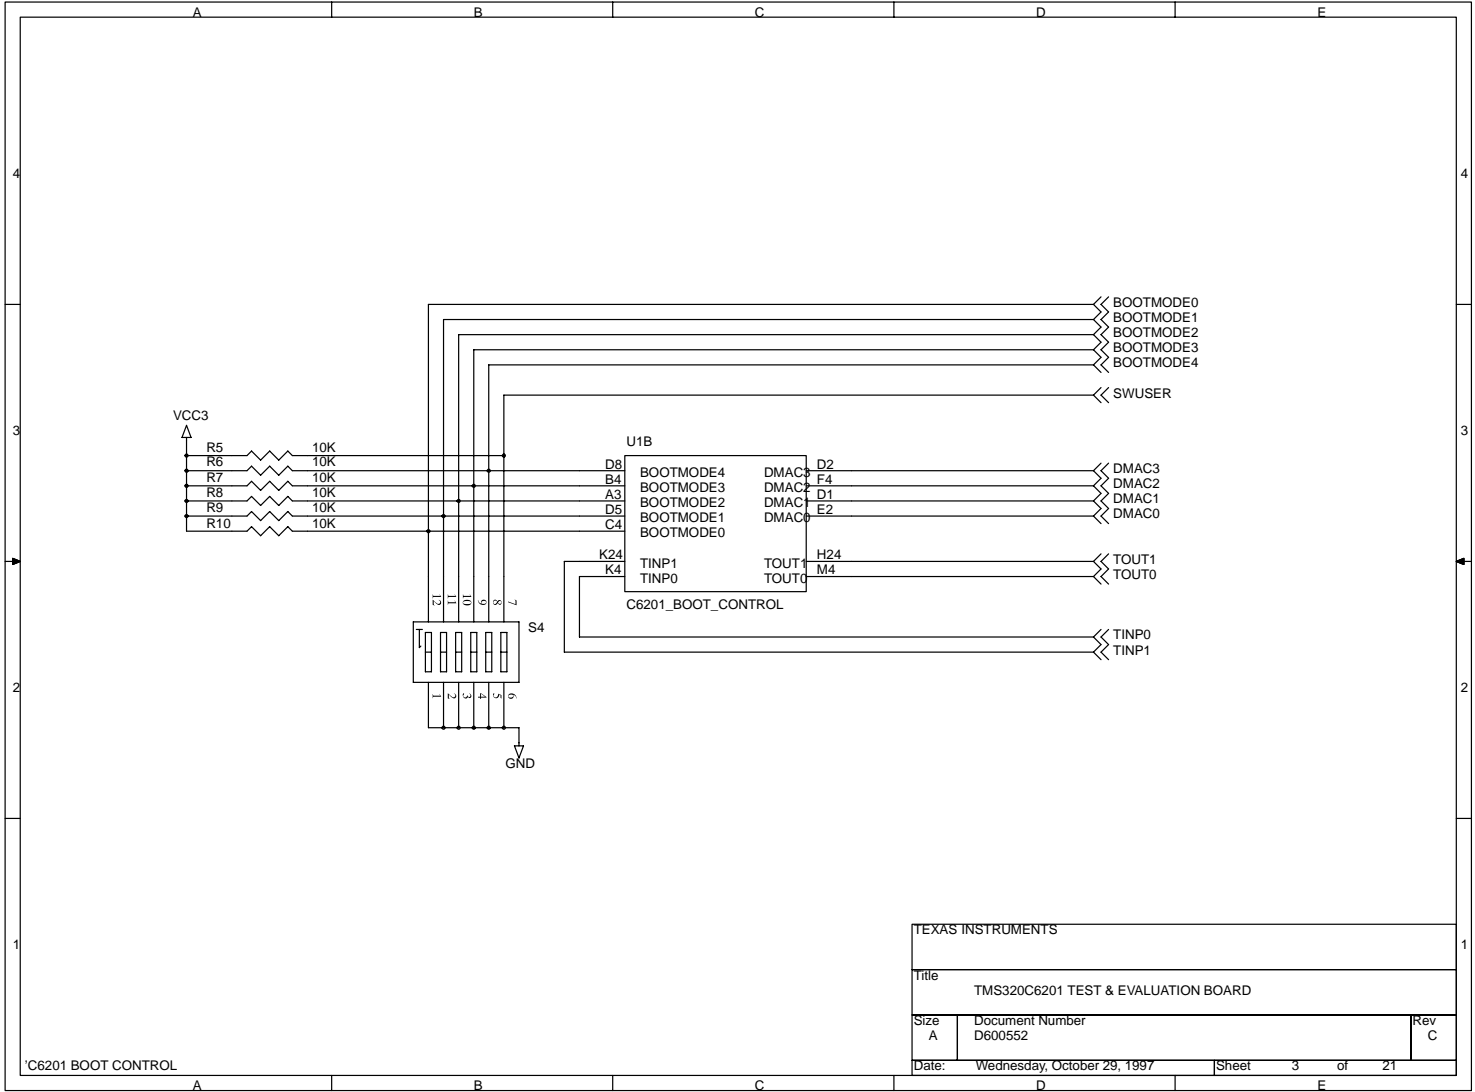 A B C D E
4 4
BOOTMODE0
BOOTMODE1
BOOTMODE2
BOOTMODE3
BOOTMODE4
SWUSER
VCC3
3 3
R5 10K
R6 10K
R7 10K
R8 10K
R9 10K
R10 10K
U1B
D8 BOOTMODE4 DMAC3 D2 DMAC3
B4 BOOTMODE3 DMAC2 F4 DMAC2
A3 BOOTMODE2 DMAC1 D1 DMAC1
D5 BOOTMODE1 DMAC0 E2 DMAC0
C4 BOOTMODE0
K24 TINP1 TOUT1 H24 TOUT1
K4 TINP0 TOUT0 M4 TOUT0
C6201_BOOT_CONTROL
12 11 10 9 8 7
S4
TINP0
TINP1
1 2 3 4 5 6
2 2
GND
1 1
TEXAS INSTRUMENTS
Title
TMS320C6201 TEST & EVALUATION BOARD
Size Document Number Rev
A D600552 C
Date: Wednesday, October 29, 1997 Sheet 3 of 21
'C6201 BOOT CONTROL
A B C D E